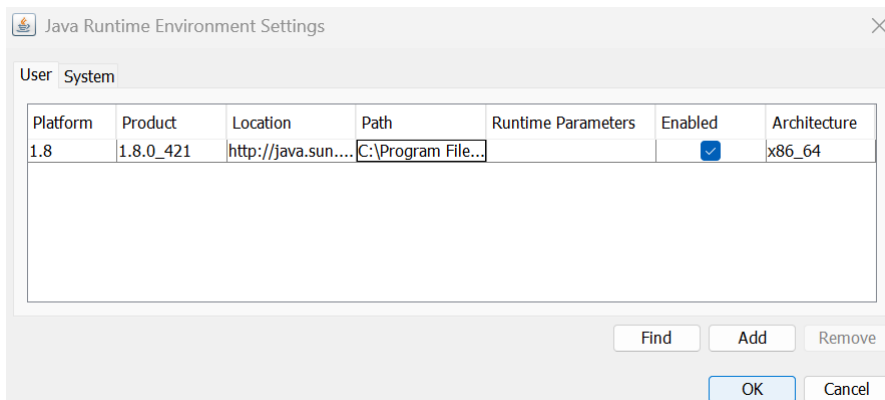 Java Runtime Environment Settings
User System
Platform Product Location Path Runtime Parameters Enabled Architecture
1.8 1.8.0_421 http://java.sun.... C:\Program File... x86_64
Find Add Remove
OK Cancel